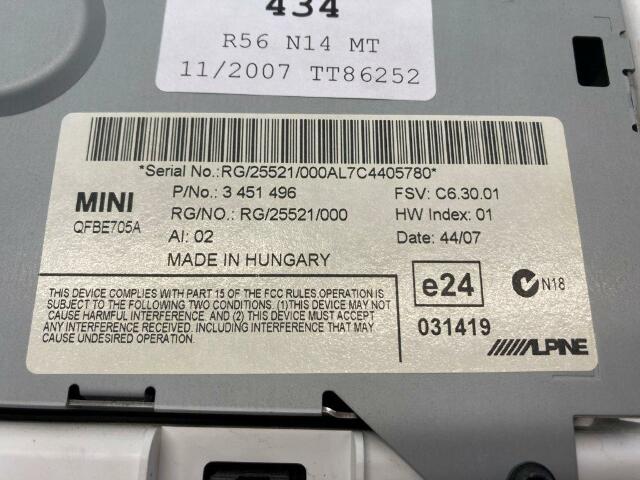 434
R56 N14 MT
11/2007 TT86252
*Serial No.:RG/25521/000AL7C4405780*
MINI
QFBE705A
P/No.: 3 451 496
FSV: C6.30.01
RG/NO.: RG/25521/000
HW Index: 01
AI: 02
Date: 44/07
MADE IN HUNGARY
THIS DEVICE COMPLIES WITH PART 15 OF THE FCC RULES.OPERATION IS
SUBJECT TO THE FOLLOWING TWO CONDITIONS, (1)THIS DEVICE MAY NOT
CAUSE HARMFUL INTERFERENCE, AND (2) THIS DEVICE MUST ACCEPT
ANY INTERFERENCE RECEIVED. INCLUDING INTERFERENCE THAT MAY
CAUSE UNDESIRED OPERATION.
e24
N18
031419
ALPINE